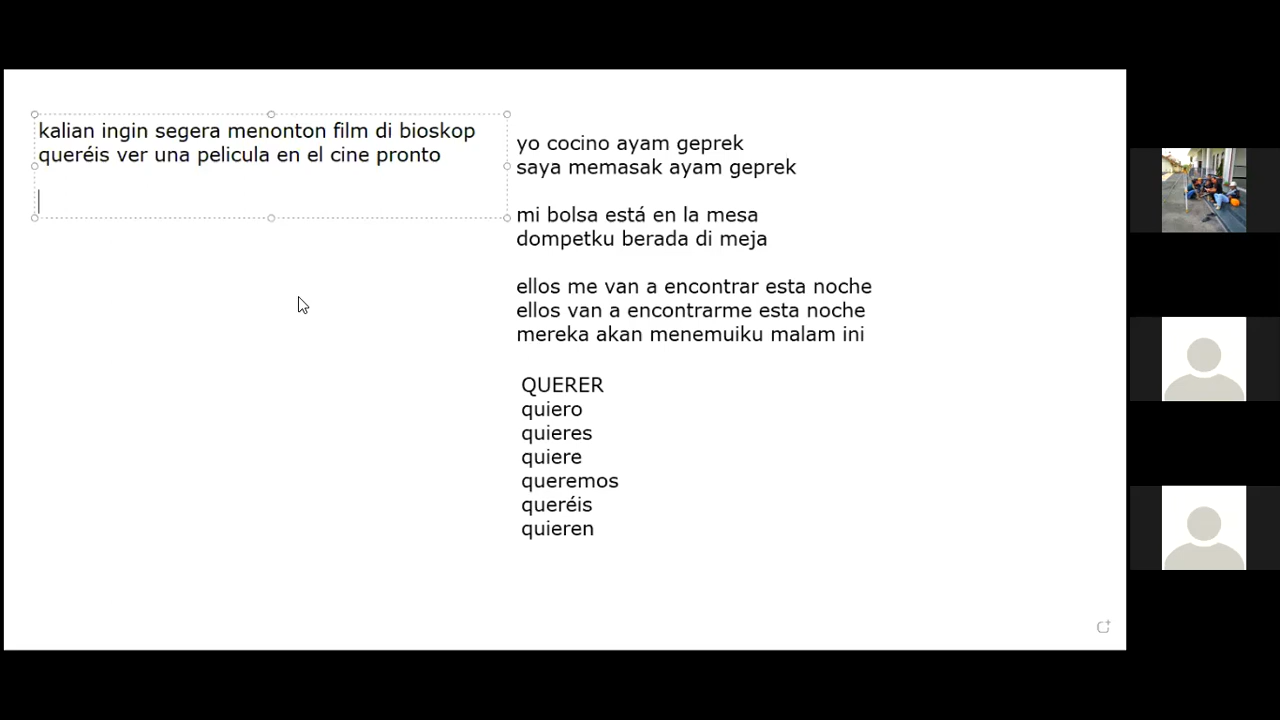 kalian ingin segera menonton film di bioskop
queréis ver una pelicula en el cine pronto
yo cocino ayam geprek
saya memasak ayam geprek
mi bolsa está en la mesa
dompetku berada di meja
ellos me van a encontrar esta noche
ellos van a encontrarme esta noche
mereka akan menemuiku malam ini
QUERER
quiero
quieres
quiere
queremos
queréis
quieren